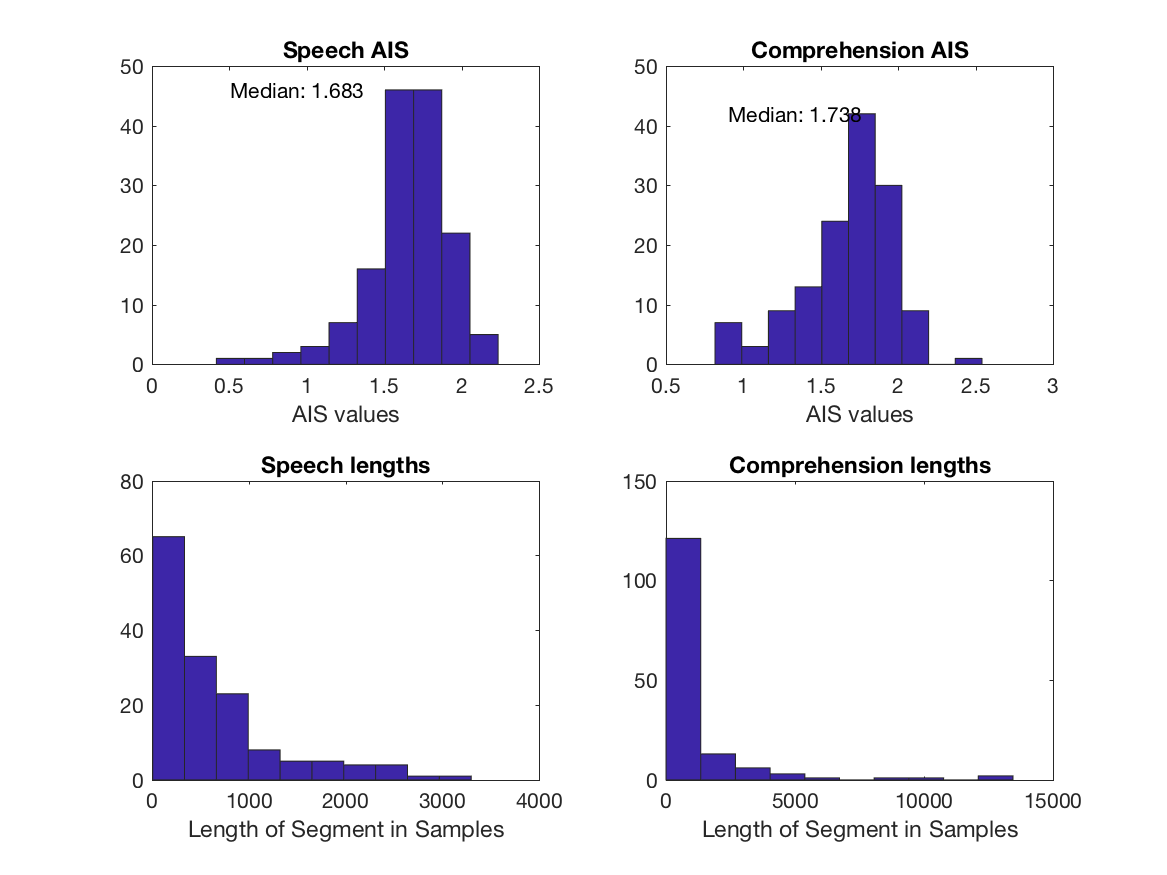 Speech AIS
50
40
30
20
10
0
Median: 1.683
0 0.5 1 1.5 2 2.5
AIS values
Comprehension AIS
50
40
30
20
10
0
Median: 1.738
0.5 1 1.5 2 2.5 3
AIS values
Speech lengths
80
60
40
20
0
0 1000 2000 3000 4000
Length of Segment in Samples
Comprehension lengths
150
100
50
0
0 5000 10000 15000
Length of Segment in Samples